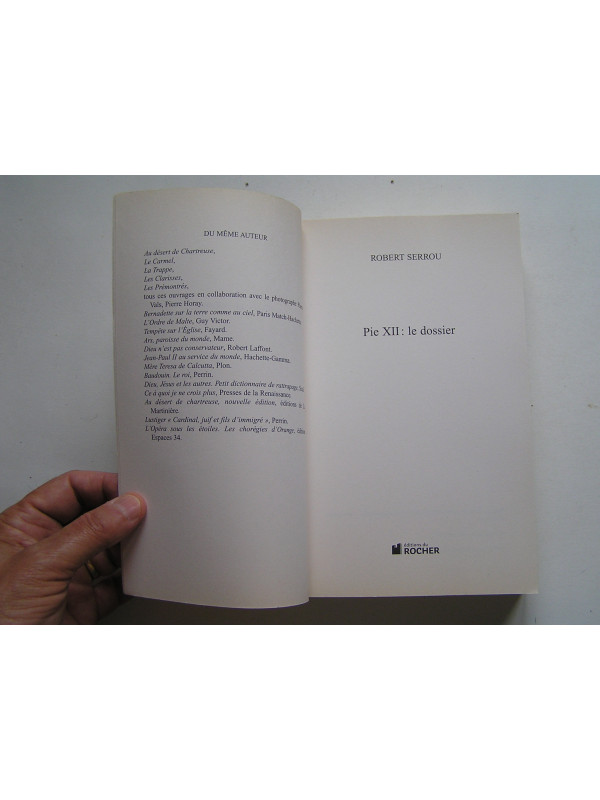 DU MÊME AUTEUR
Au désert de Chartreuse,
Le Carmel,
La Trappe,
Les Clarisses,
Les Prémontrés,
tous ces ouvrages en collaboration avec le photographe
Vals, Pierre Horay.
Bernadette sur la terre comme au ciel, Paris Match-
L'Ordre de Malte, Guy Victor.
Tempête sur l'Église, Fayard.
Ars, paroisse du monde, Mame.
Dieu n'est pas conservateur, Robert Laffont.
Jean-Paul II au service du monde, Hachette-Gamma.
Mère Teresa de Calcutta, Plon.
Baudouin. Le roi, Perrin.
Dieu, Jésus et les autres. Petit dictionnaire de rattrapage,
Ce à quoi je ne crois plus, Presses de la Renaissance.
Au désert de chartreuse, nouvelle édition, éditions de
Martinière.
Lustiger « Cardinal, juif et fils d'immigré », Perrin.
L'Opéra sous les étoiles. Les chorégies d'Orange,
Espaces 34.
ROBERT SERROU
Pie XII : le dossier
éditions du
ROCHER